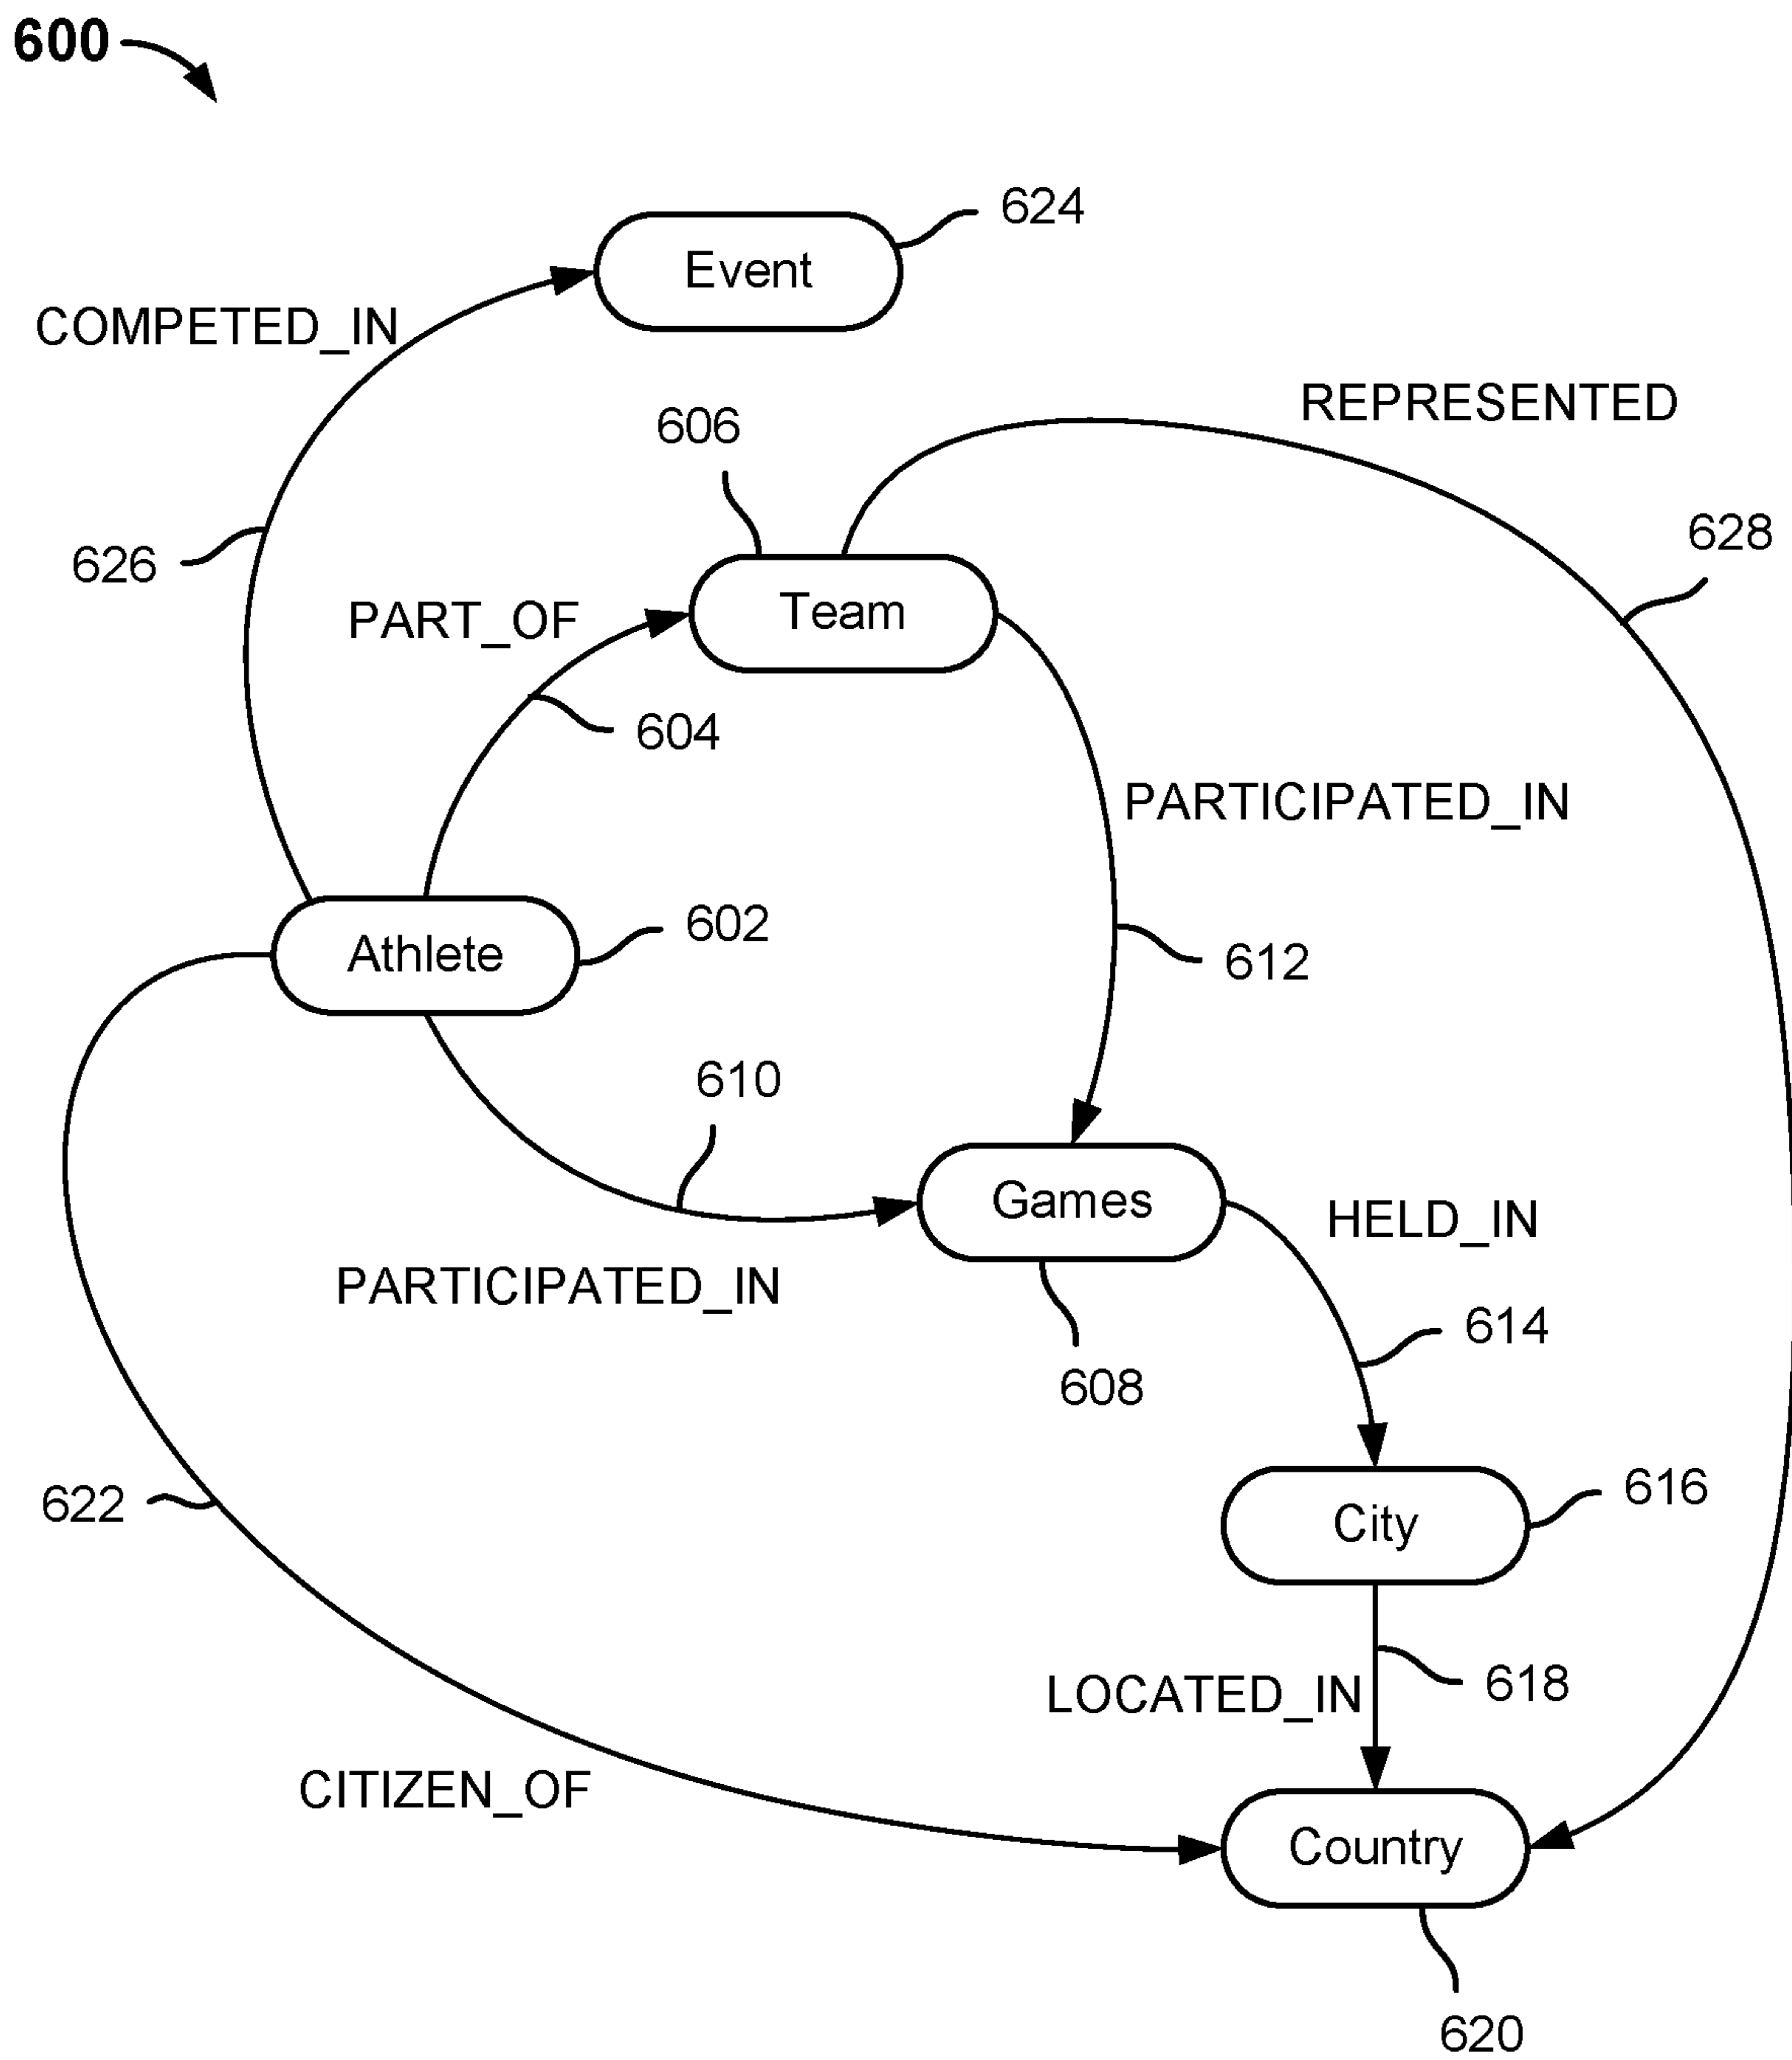 600
624
Event
COMPETED_IN
REPRESENTED
606
628
626
Team
PART_OF
604
PARTICIPATED_IN
602
Athlete
612
610
Games
HELD_IN
PARTICIPATED_IN
614
608
616
622
City
618
LOCATED_IN
CITIZEN_OF
Country
620